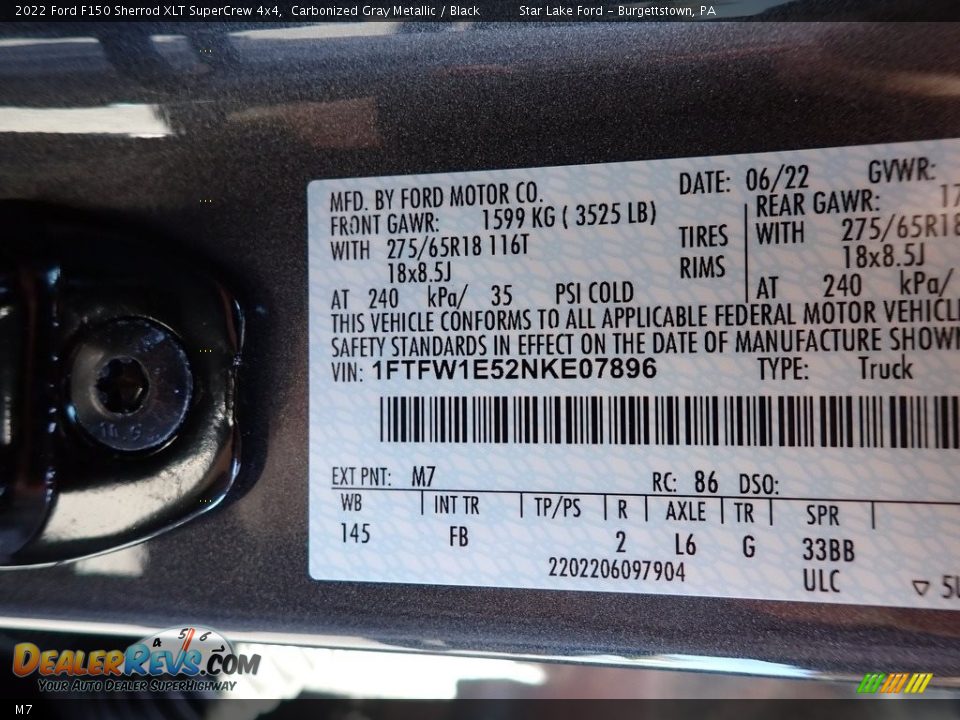 2022 Ford F150 Sherrod XLT SuperCrew 4x4, Carbonized Gray Metallic / Black Star Lake Ford - Burgettstown, PA
MFD. BY FORD MOTOR CO. DATE: 06/22 GVWR:
FRONT GAWR: 1599 KG ( 3525 LB) REAR GAWR: 17
WITH 275/65R18 116T TIRES WITH 275/65R18
18x8.5J RIMS 18x8.5J
AT 240 kPa/ 35 PSI COLD AT 240 kPa/
THIS VEHICLE CONFORMS TO ALL APPLICABLE FEDERAL MOTOR VEHICLE
SAFETY STANDARDS IN EFFECT ON THE DATE OF MANUFACTURE SHOWN
VIN: 1FTFW1E52NKE07896 TYPE: Truck
EXT PNT: M7 RC: 86 DSO:
WB INT TR TP/PS R AXLE TR SPR
145 FB 2 L6 G 33BB
2202206097904 ULC ▽ 5U
DEALERREVS.COM
YOUR AUTO DEALER SUPERHIGHWAY
M7